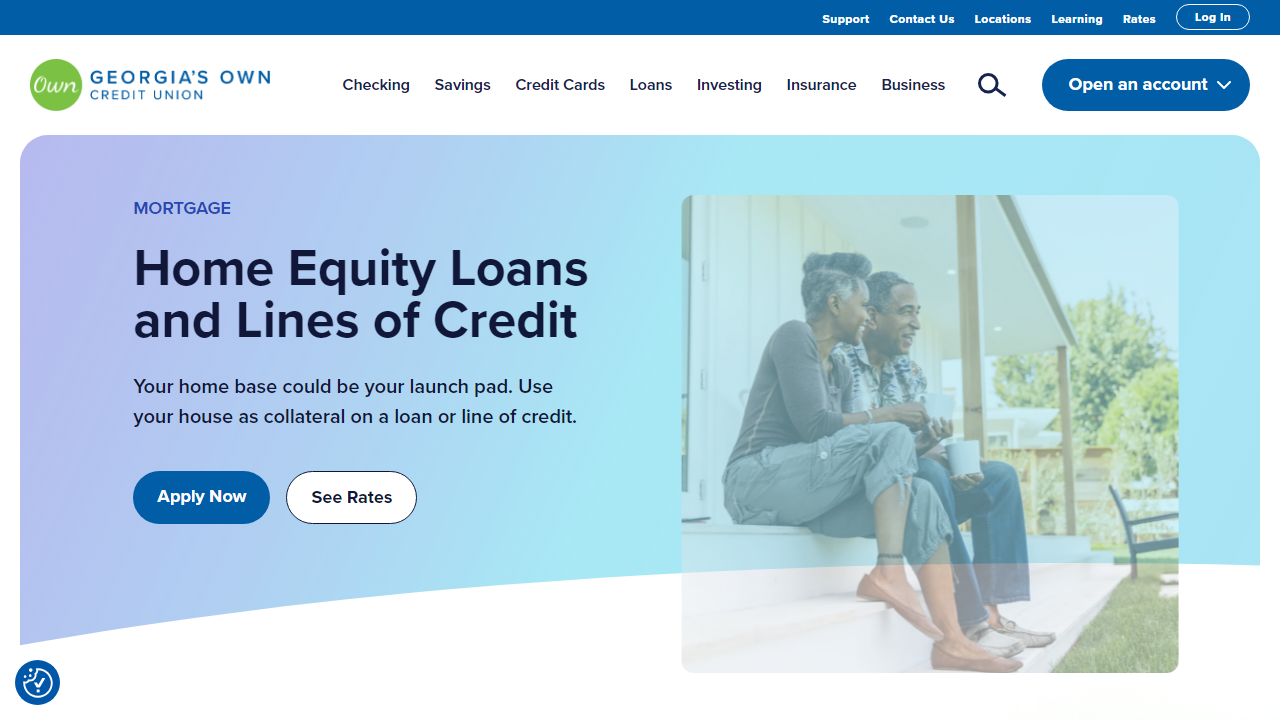 Support Contact Us Locations Learning Rates Log In
Own GEORGIA'S OWN
CREDIT UNION
Checking Savings Credit Cards Loans Investing Insurance Business Open an account
MORTGAGE
Home Equity Loans
and Lines of Credit
Your home base could be your launch pad. Use
your house as collateral on a loan or line of credit.
Apply Now See Rates